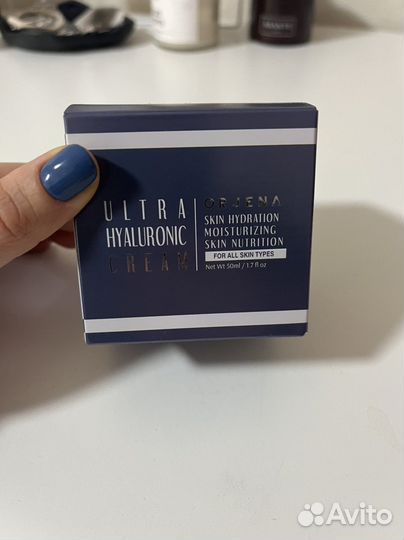 ULTRA
HYALURONIC
CREAM
ORJENA
SKIN HYDRATION
MOISTURIZING
SKIN NUTRITION
FOR ALL SKIN TYPES
Net Wt 50ml / 1.7 fl oz
Avito